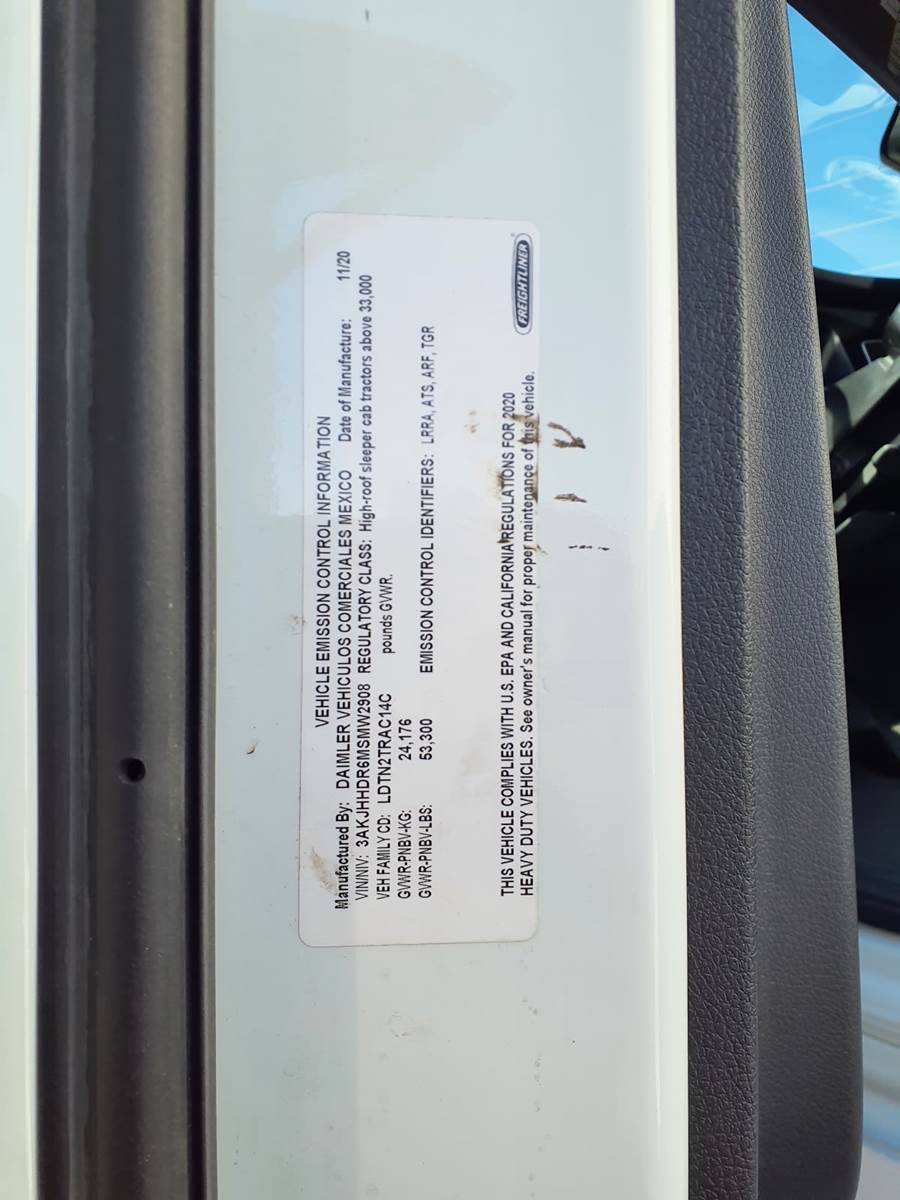 VEHICLE EMISSION CONTROL INFORMATION
Manufactured By: DAIMLER VEHICULOS COMERCIALES MEXICO Date of Manufacture: 11/20
VIN/NIV: 3AKJHHDR6MSMW2908 REGULATORY CLASS: High-roof sleeper cab tractors above 33,000
VEH FAMILY CD: LDTN2TRAC14C pounds GVWR.
GVWR-PNBV-KG: 24,176
GVWR-PNBV-LBS: 53,300 EMISSION CONTROL IDENTIFIERS: LRRA, ATS, ARF, TGR
THIS VEHICLE COMPLIES WITH U.S. EPA AND CALIFORNIA REGULATIONS FOR 2020
HEAVY DUTY VEHICLES. See owner's manual for proper maintenance of this vehicle.
FREIGHTLINER